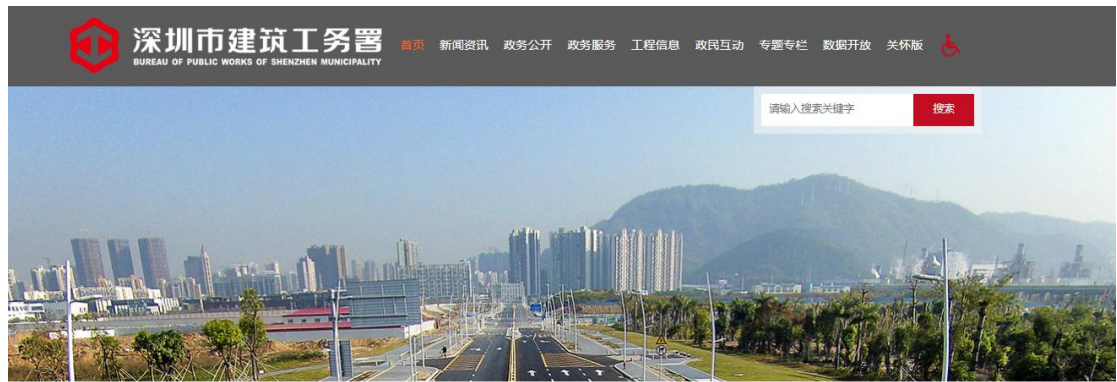 深圳市建筑工务署
BUREAU OF PUBLIC WORKS OF SHENZHEN MUNICIPALITY
首页 新闻资讯 政务公开 政务服务 工程信息 政民互动 专题专栏 数据开放 关怀版
请输入搜索关键字 搜索